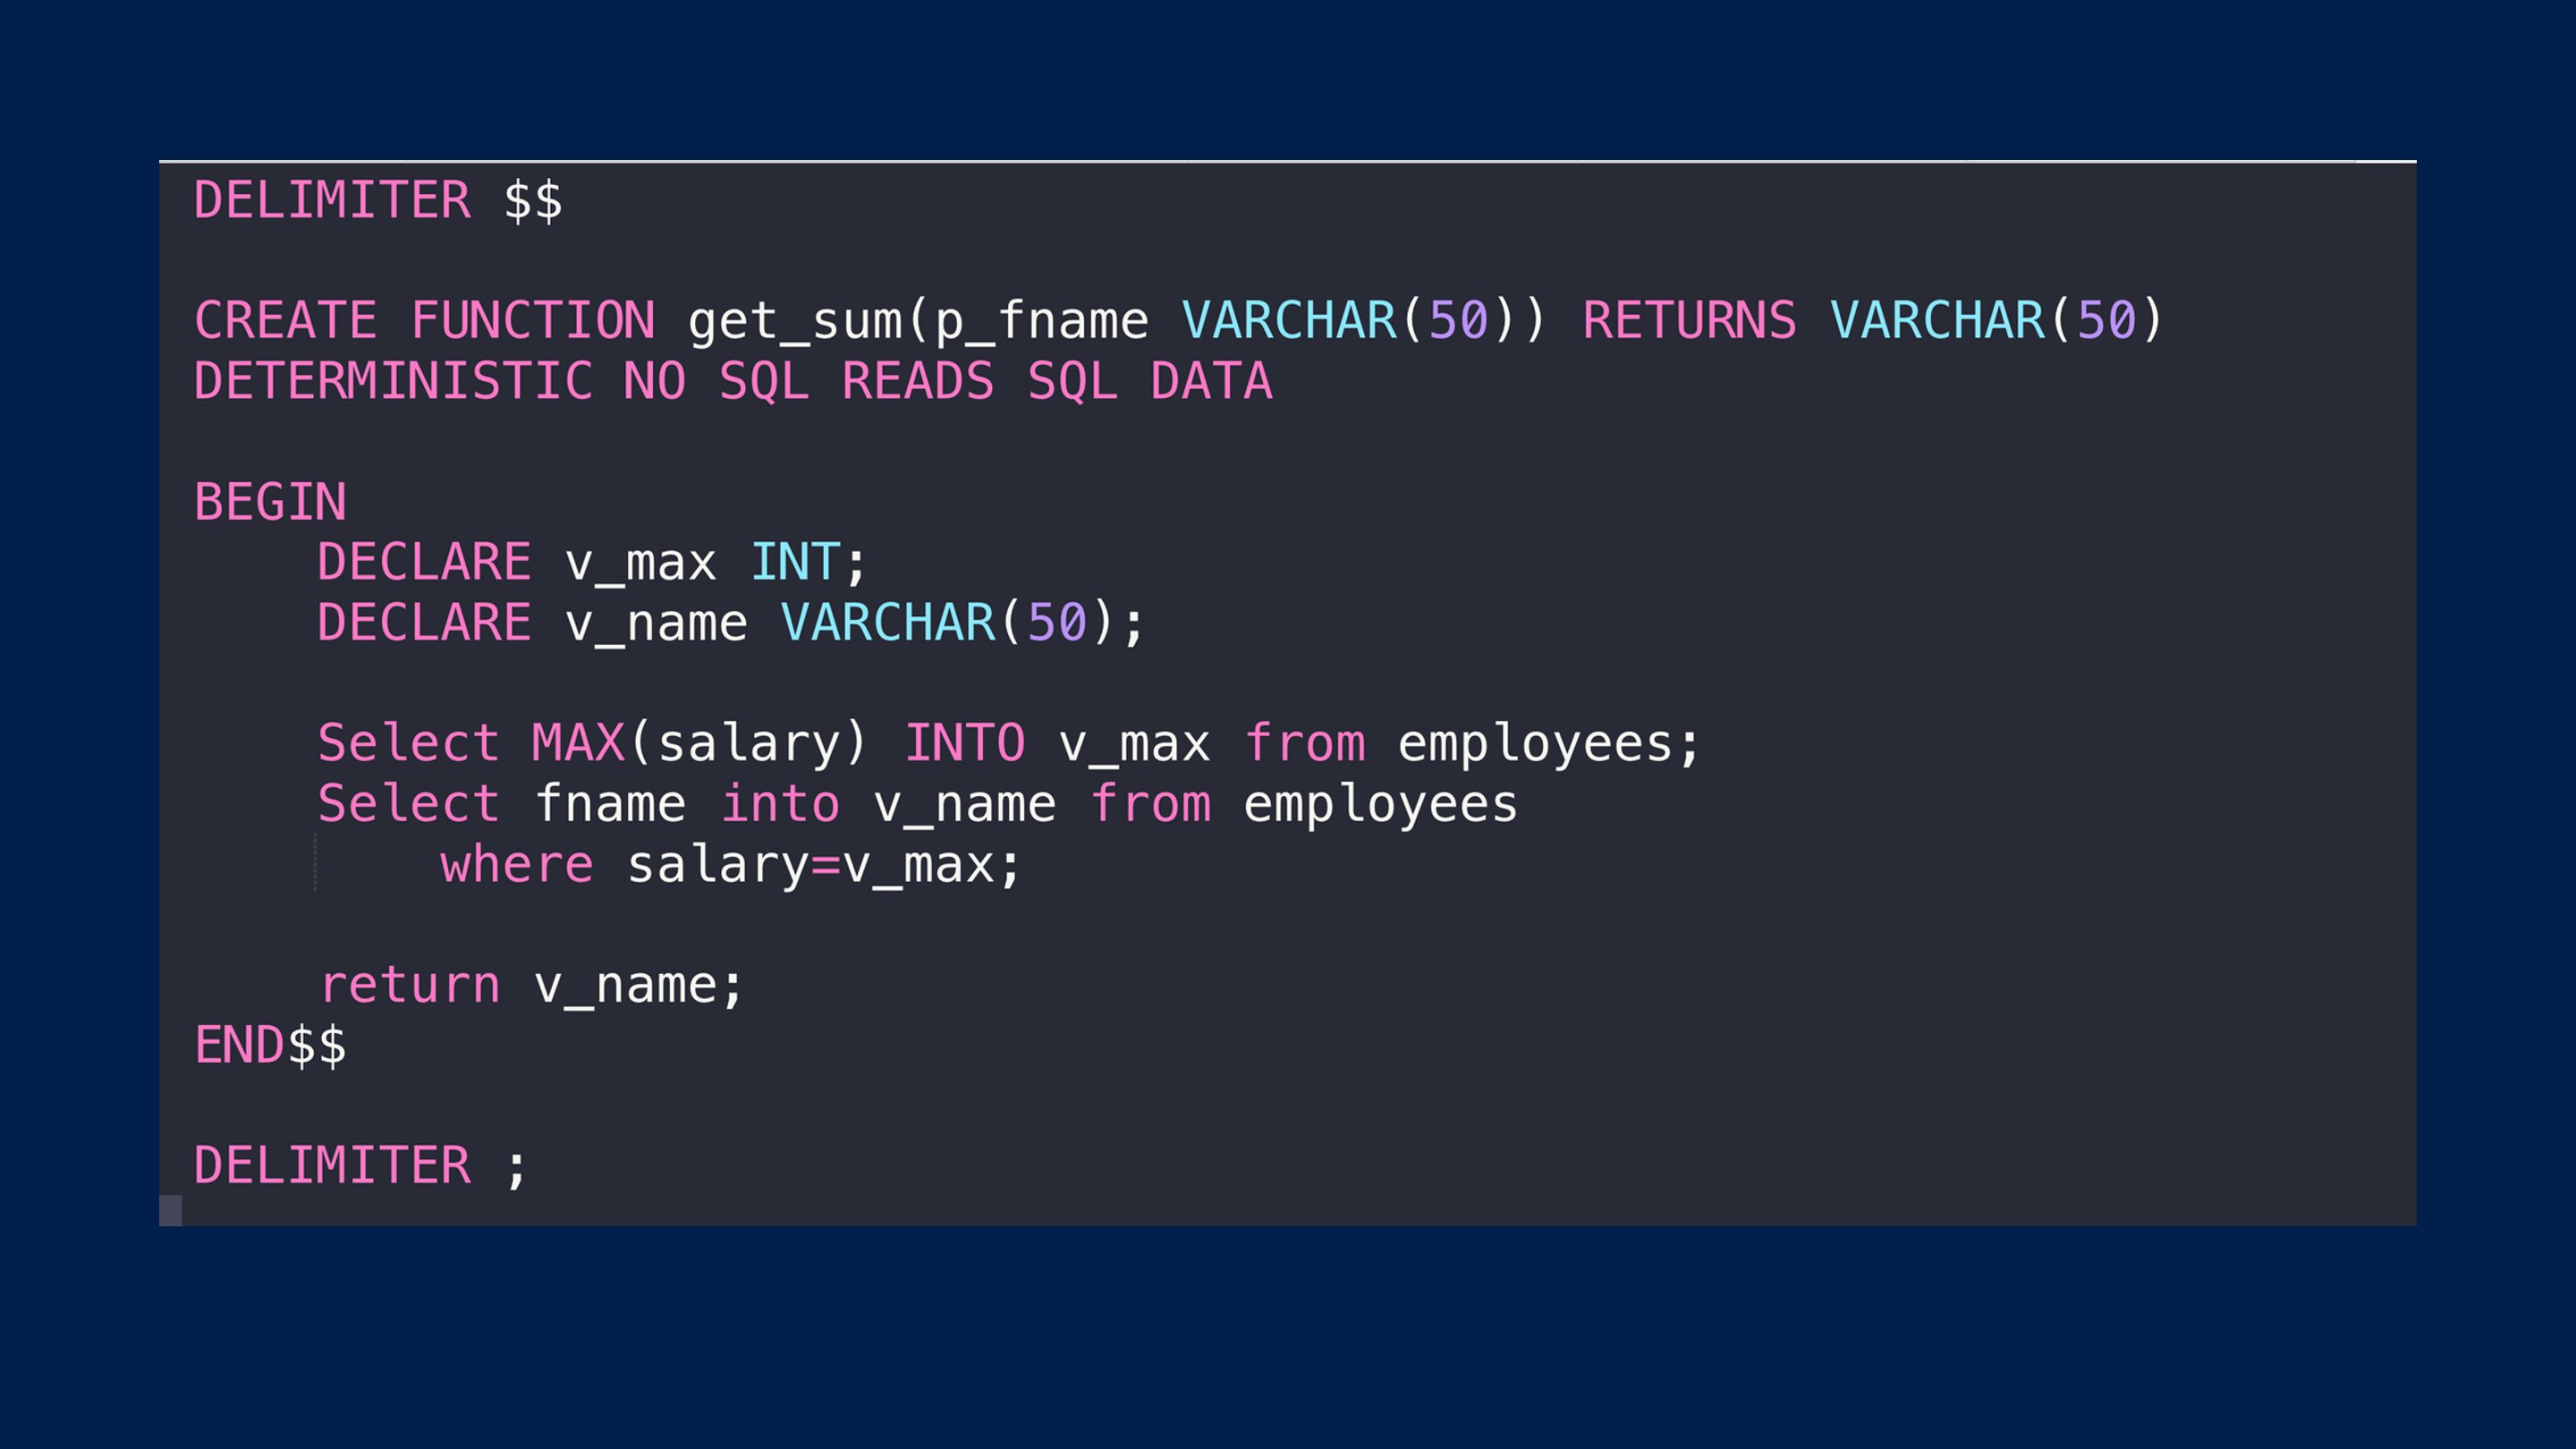 DELIMITER $$
CREATE FUNCTION get_sum(p_fname VARCHAR(50)) RETURNS VARCHAR(50)
DETERMINISTIC NO SQL READS SQL DATA
BEGIN
DECLARE v_max INT;
DECLARE v_name VARCHAR(50);
Select MAX(salary) INTO v_max from employees;
Select fname into v_name from employees
where salary=v_max;
return v_name;
END$$
DELIMITER ;